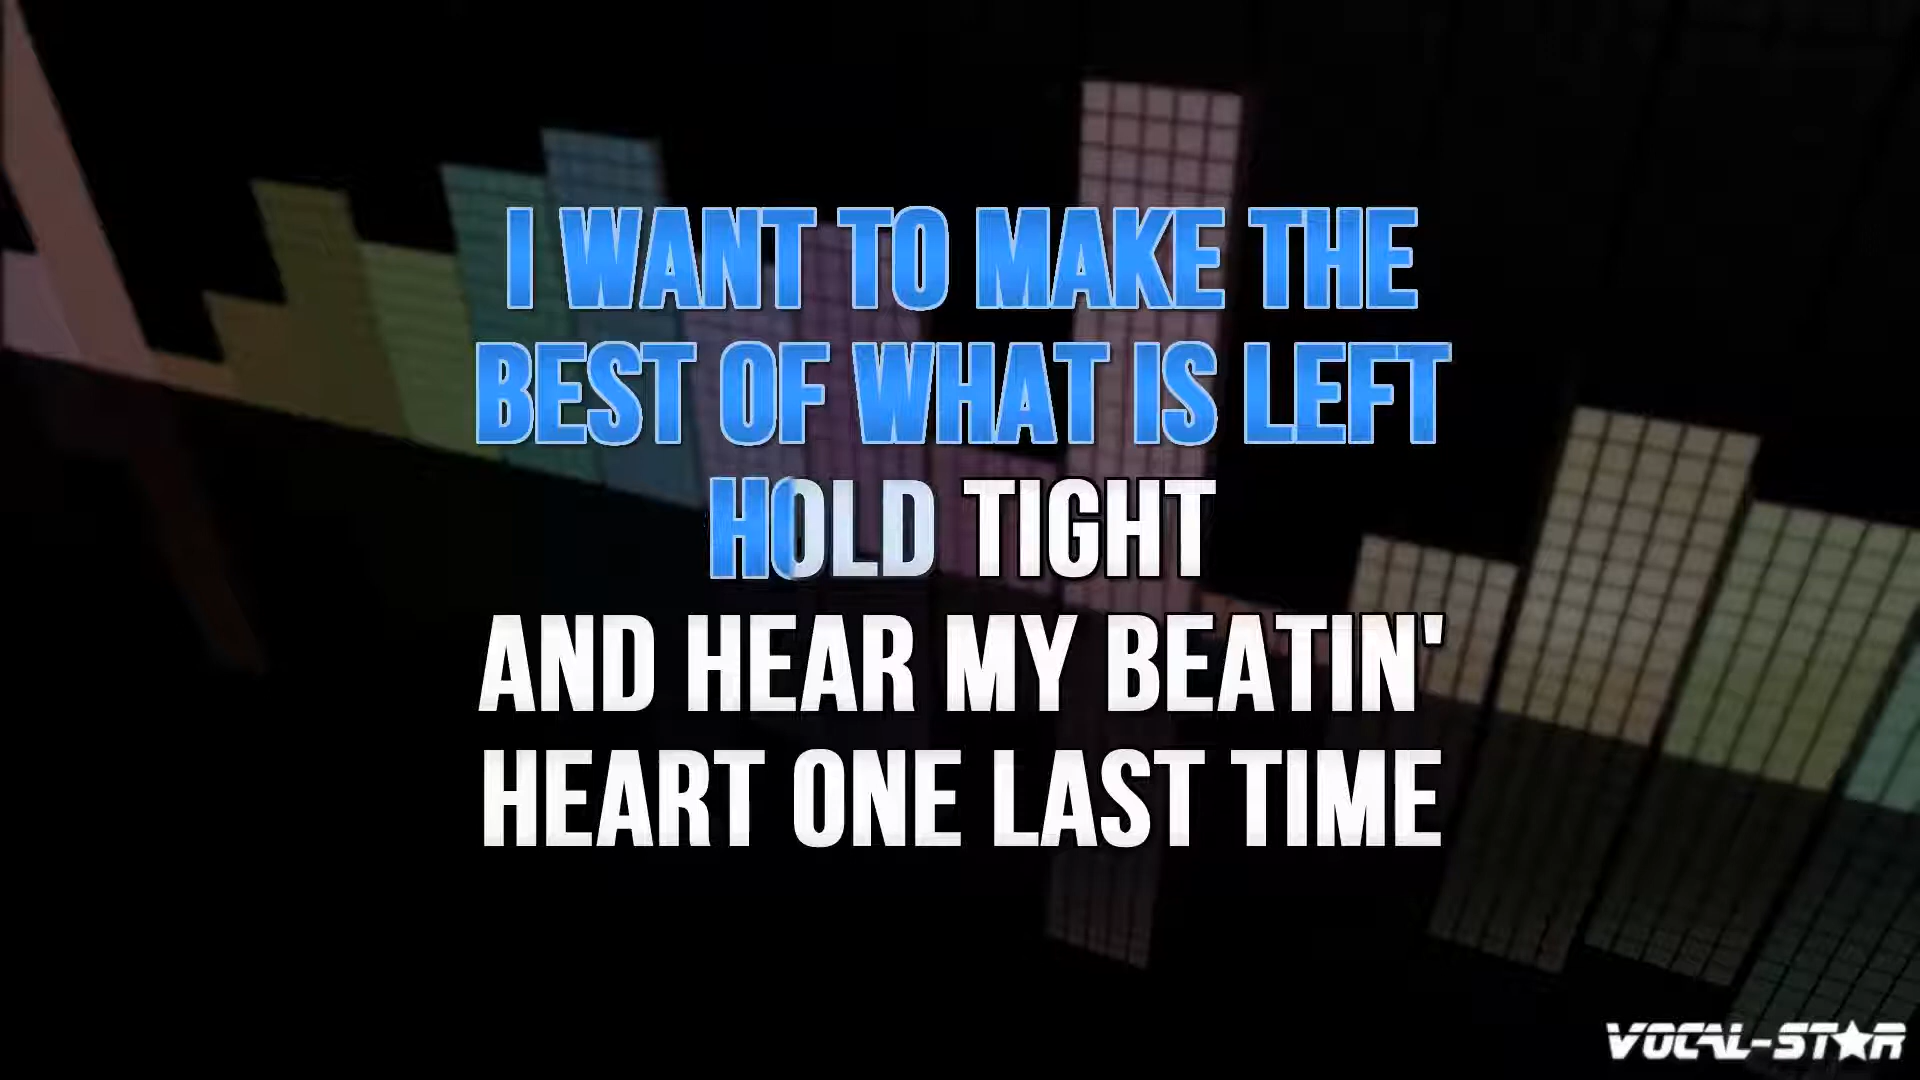 I WANT TO MAKE THE
BEST OF WHAT IS LEFT
HOLD TIGHT
AND HEAR MY BEATIN'
HEART ONE LAST TIME
VOCAL-STAR